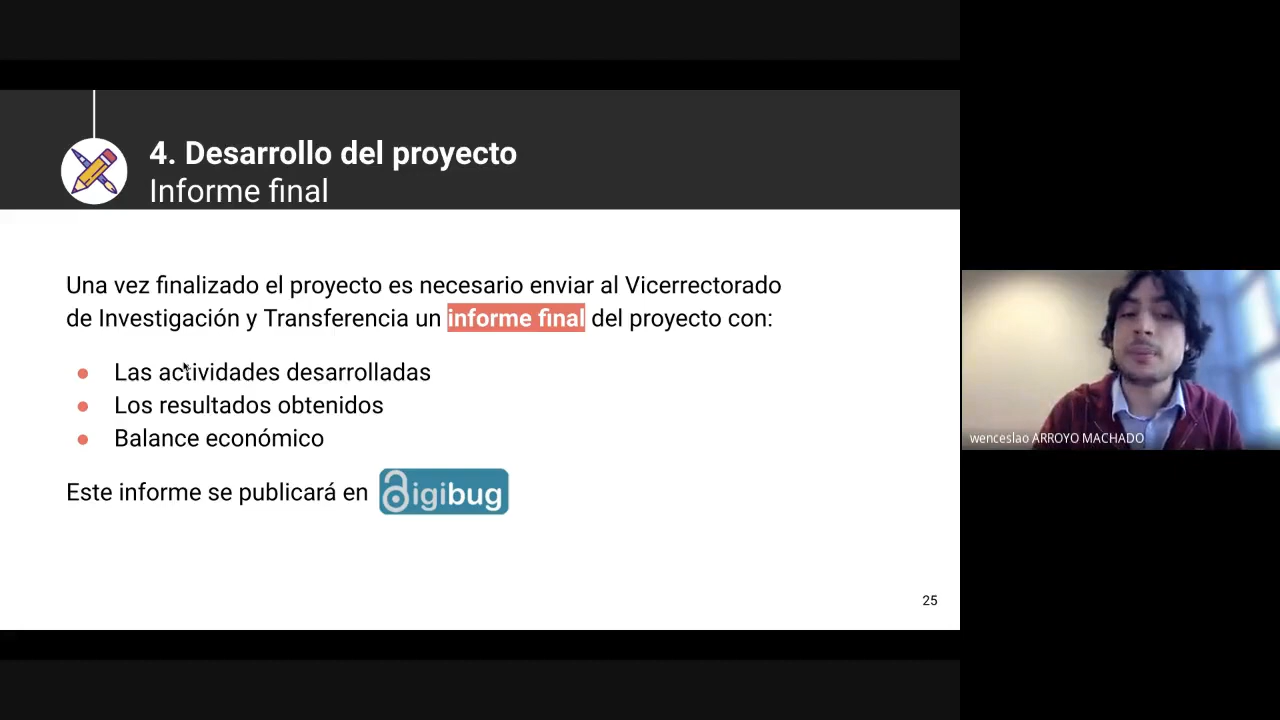 4. Desarrollo del proyecto
Informe final
Una vez finalizado el proyecto es necesario enviar al Vicerrectorado
de Investigación y Transferencia un informe final del proyecto con:
● Las actividades desarrolladas
● Los resultados obtenidos
● Balance económico
Este informe se publicará en Digibug
25
wenceslao ARROYO MACHADO